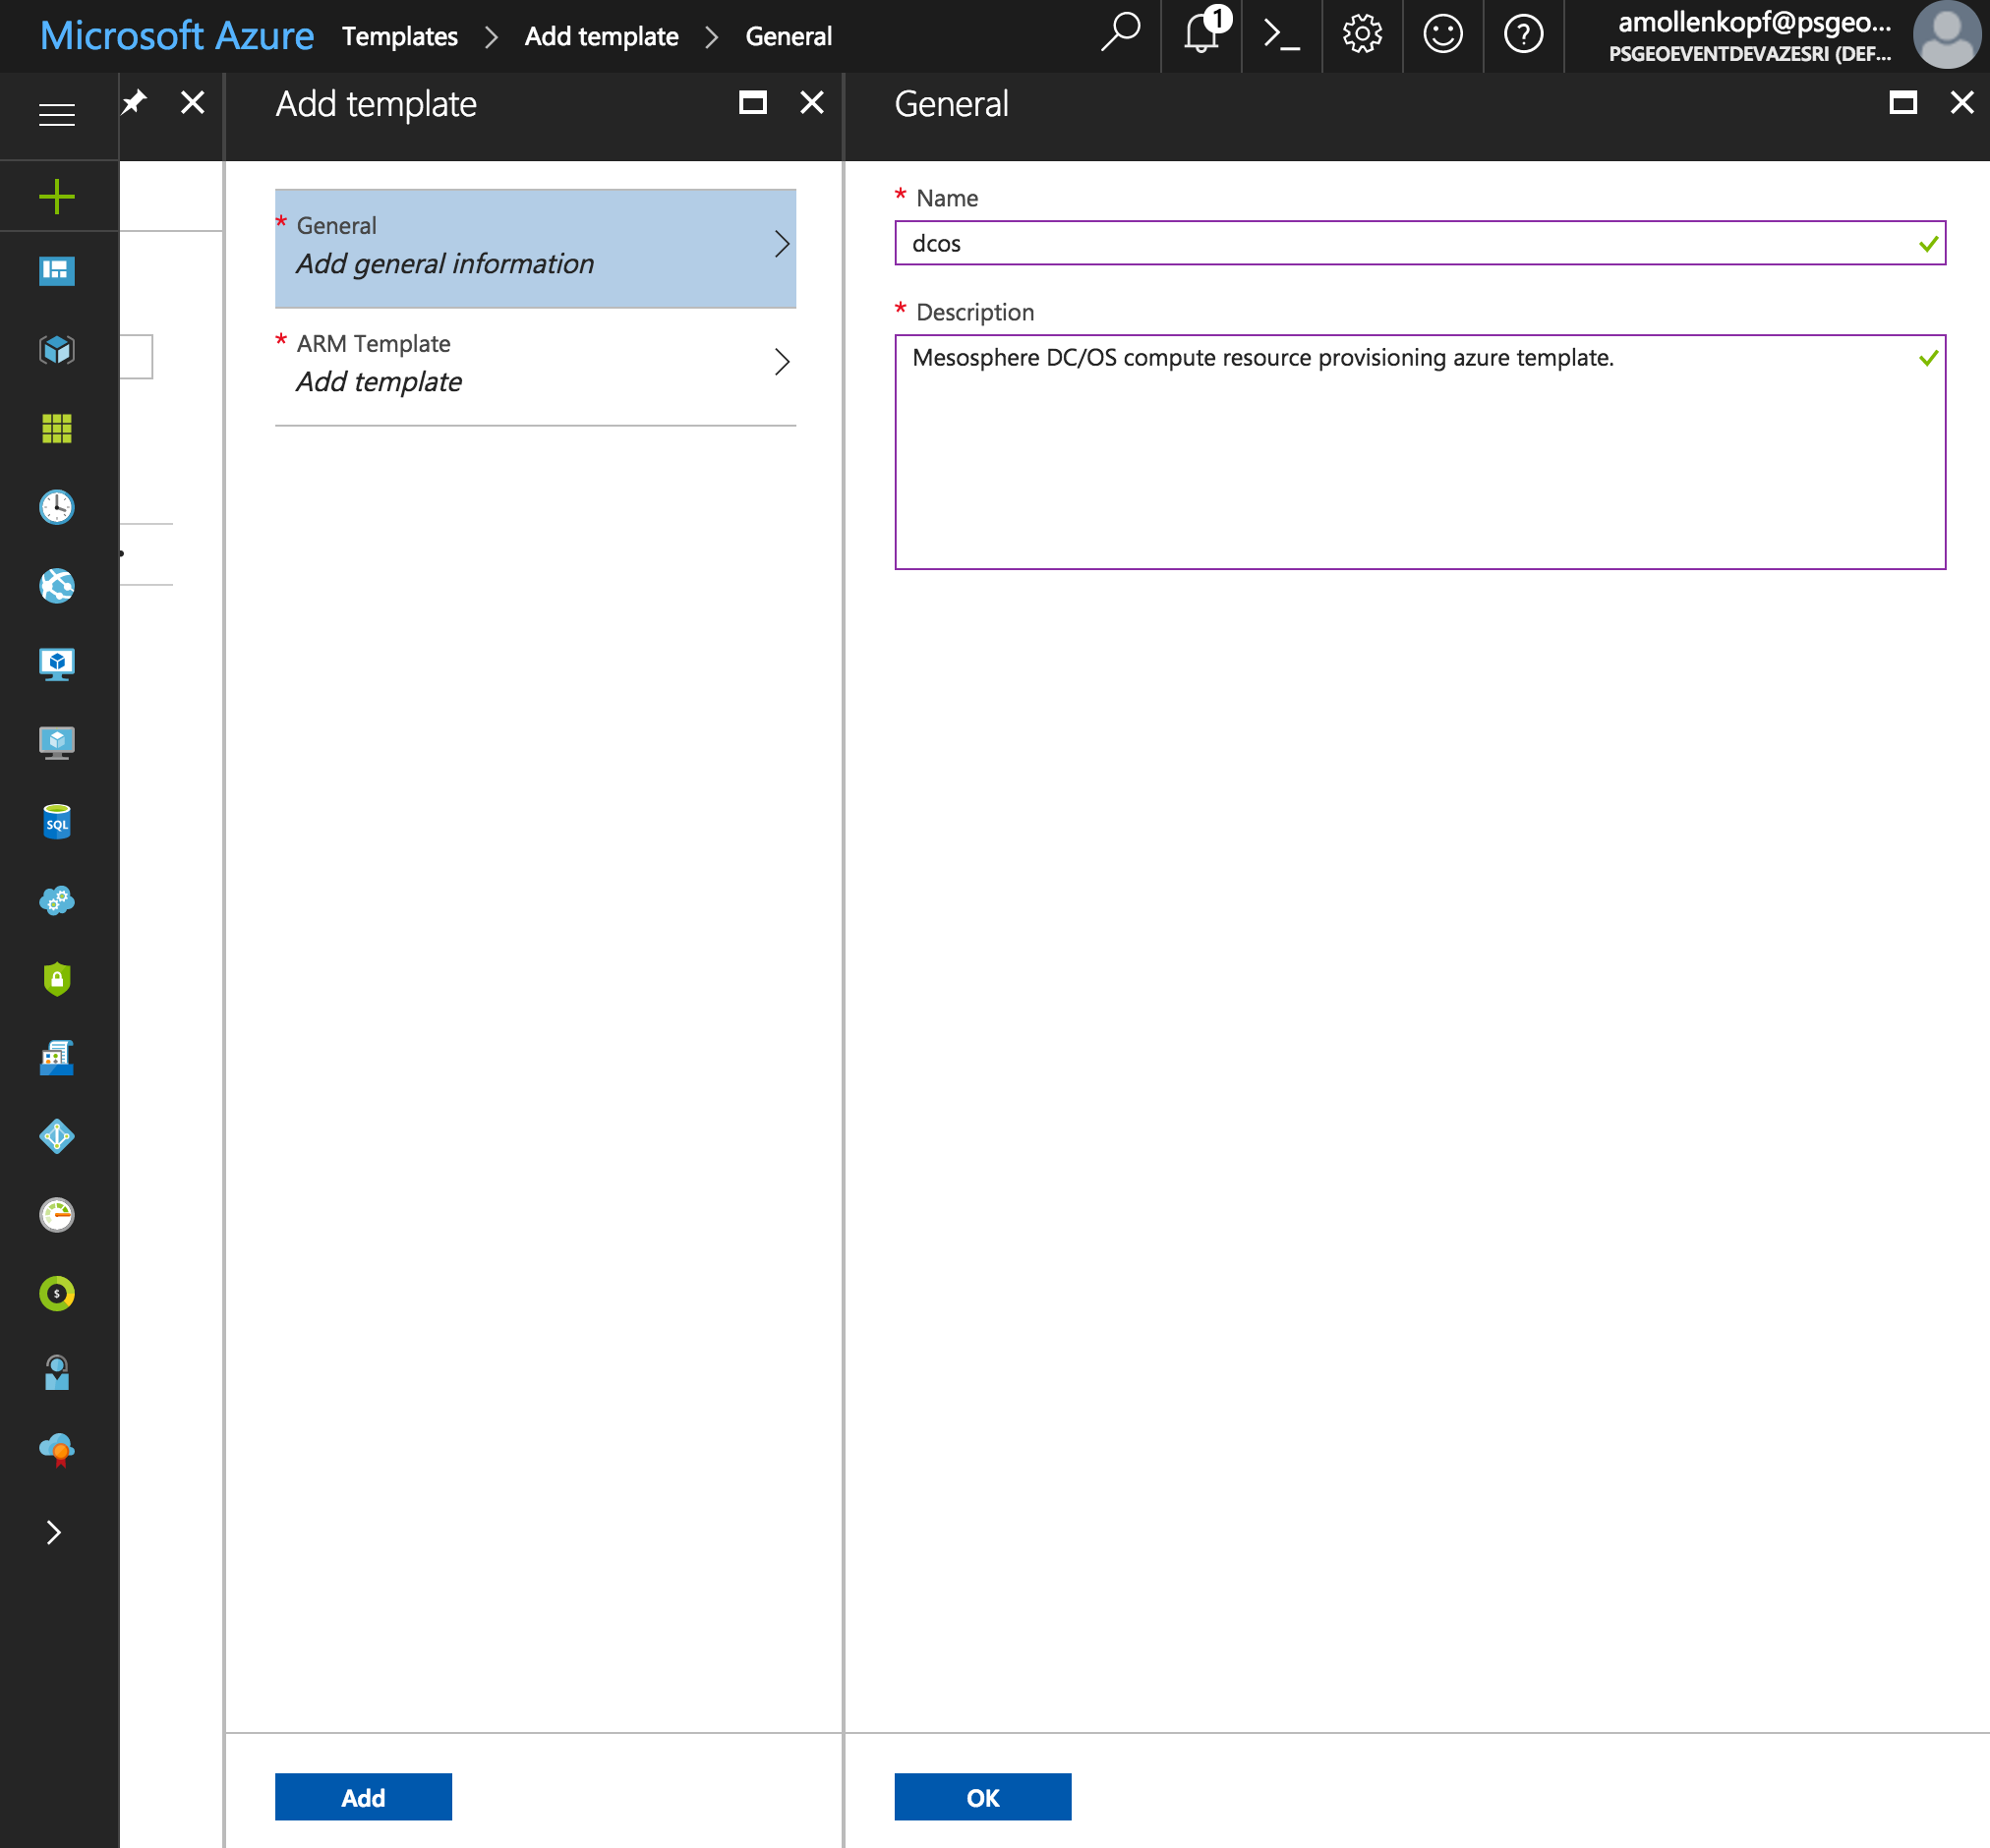 Microsoft Azure Templates > Add template > General
1
amollenkopf@psgeo...
PSGEOEVENTDEVAZESRI (DEF...
Add template
General
* General
Add general information
* ARM Template
Add template
* Name
dcos
* Description
Mesosphere DC/OS compute resource provisioning azure template.
SQL
$
Add
OK